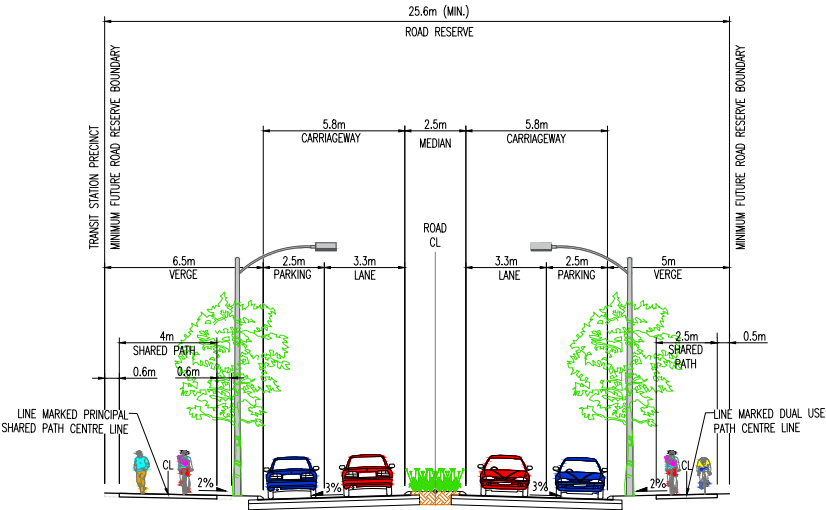 25.6m (MIN.)
ROAD RESERVE
TRANSIT STATION PRECINCT
MINIMUM FUTURE ROAD RESERVE BOUNDARY
MINIMUM FUTURE ROAD RESERVE BOUNDARY
5.8m
CARRIAGEWAY
2.5m
MEDIAN
5.8m
CARRIAGEWAY
ROAD
CL
6.5m
VERGE
2.5m
PARKING
3.3m
LANE
3.3m
LANE
2.5m
PARKING
5m
VERGE
4m
SHARED PATH
0.6m
0.6m
2.5m
SHARED
PATH
0.5m
LINE MARKED PRINCIPAL
SHARED PATH CENTRE LINE
LINE MARKED DUAL USE
PATH CENTRE LINE
CL
2%
3%
3%
2%
CL